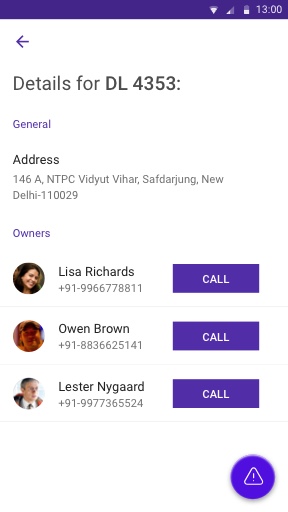 13:00
Details for DL 4353:
General
Address
146 A, NTPC Vidyut Vihar, Safdarjung, New
Delhi-110029
Owners
Lisa Richards
+91-9966778811
CALL
Owen Brown
+91-8836625141
CALL
Lester Nygaard
+91-9977365524
CALL